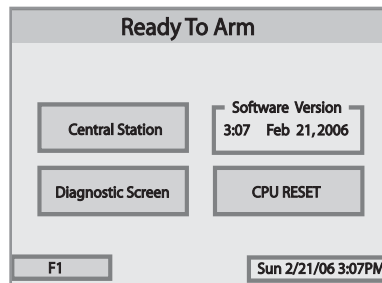 Ready To Arm
Central Station
Software Version
3:07 Feb 21, 2006
Diagnostic Screen
CPU RESET
F1
Sun 2/21/06 3:07PM